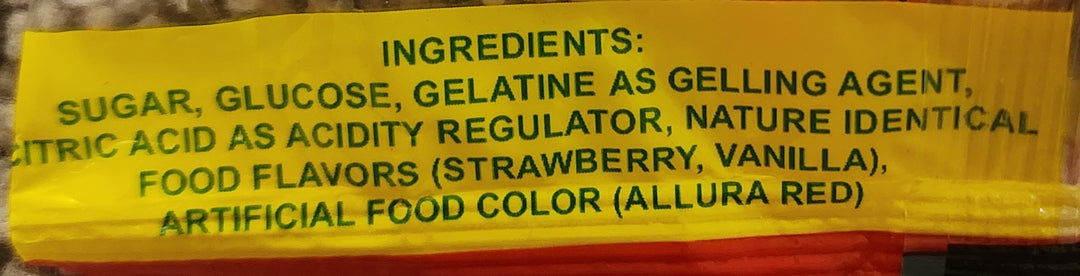 INGREDIENTS:
SUGAR, GLUCOSE, GELATINE AS GELLING AGENT,
CITRIC ACID AS ACIDITY REGULATOR, NATURE IDENTICAL
FOOD FLAVORS (STRAWBERRY, VANILLA),
ARTIFICIAL FOOD COLOR (ALLURA RED)